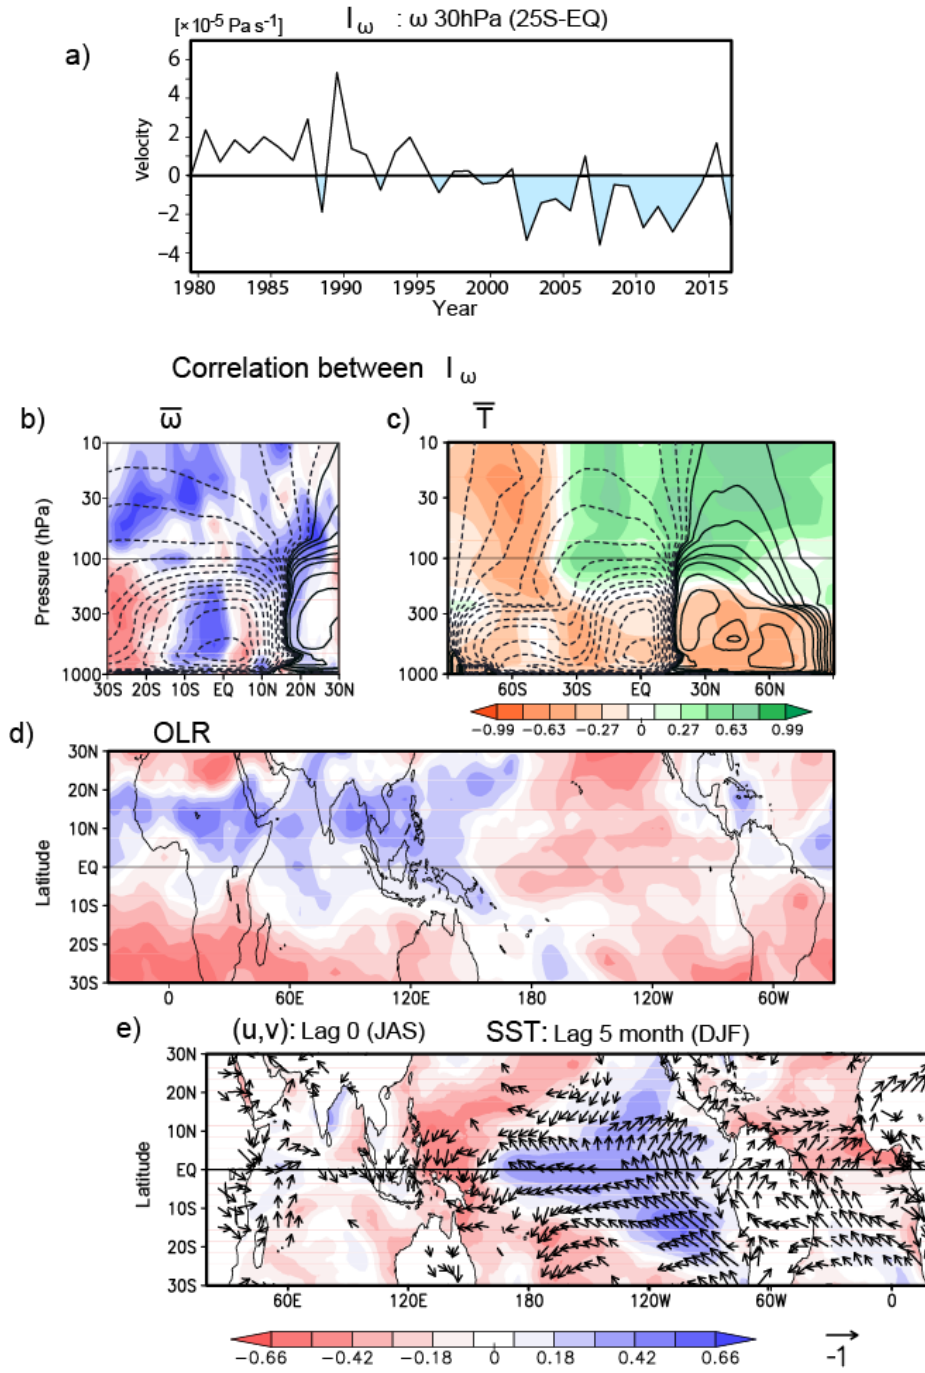 [×10⁻⁵ Pa s⁻¹] I ω : ω 30hPa (25S-EQ)
a)
6
4
2
0
−2
−4
Velocity
1980 1985 1990 1995 2000 2005 2010 2015
Year
Correlation between I ω
b) ω̅ c) T̅
10
30
100
300
1000
Pressure (hPa)
30S 20S 10S EQ 10N 20N 30N
10
30
100
300
1000
60S 30S EQ 30N 60N
−0.99 −0.63 −0.27 0 0.27 0.63 0.99
d) OLR
30N
20N
10N
EQ
10S
20S
30S
Latitude
0 60E 120E 180 120W 60W
e) (u,v): Lag 0 (JAS) SST: Lag 5 month (DJF)
30N
20N
10N
EQ
10S
20S
30S
Latitude
60E 120E 180 120W 60W 0
−0.66 −0.42 −0.18 0 0.18 0.42 0.66
−1